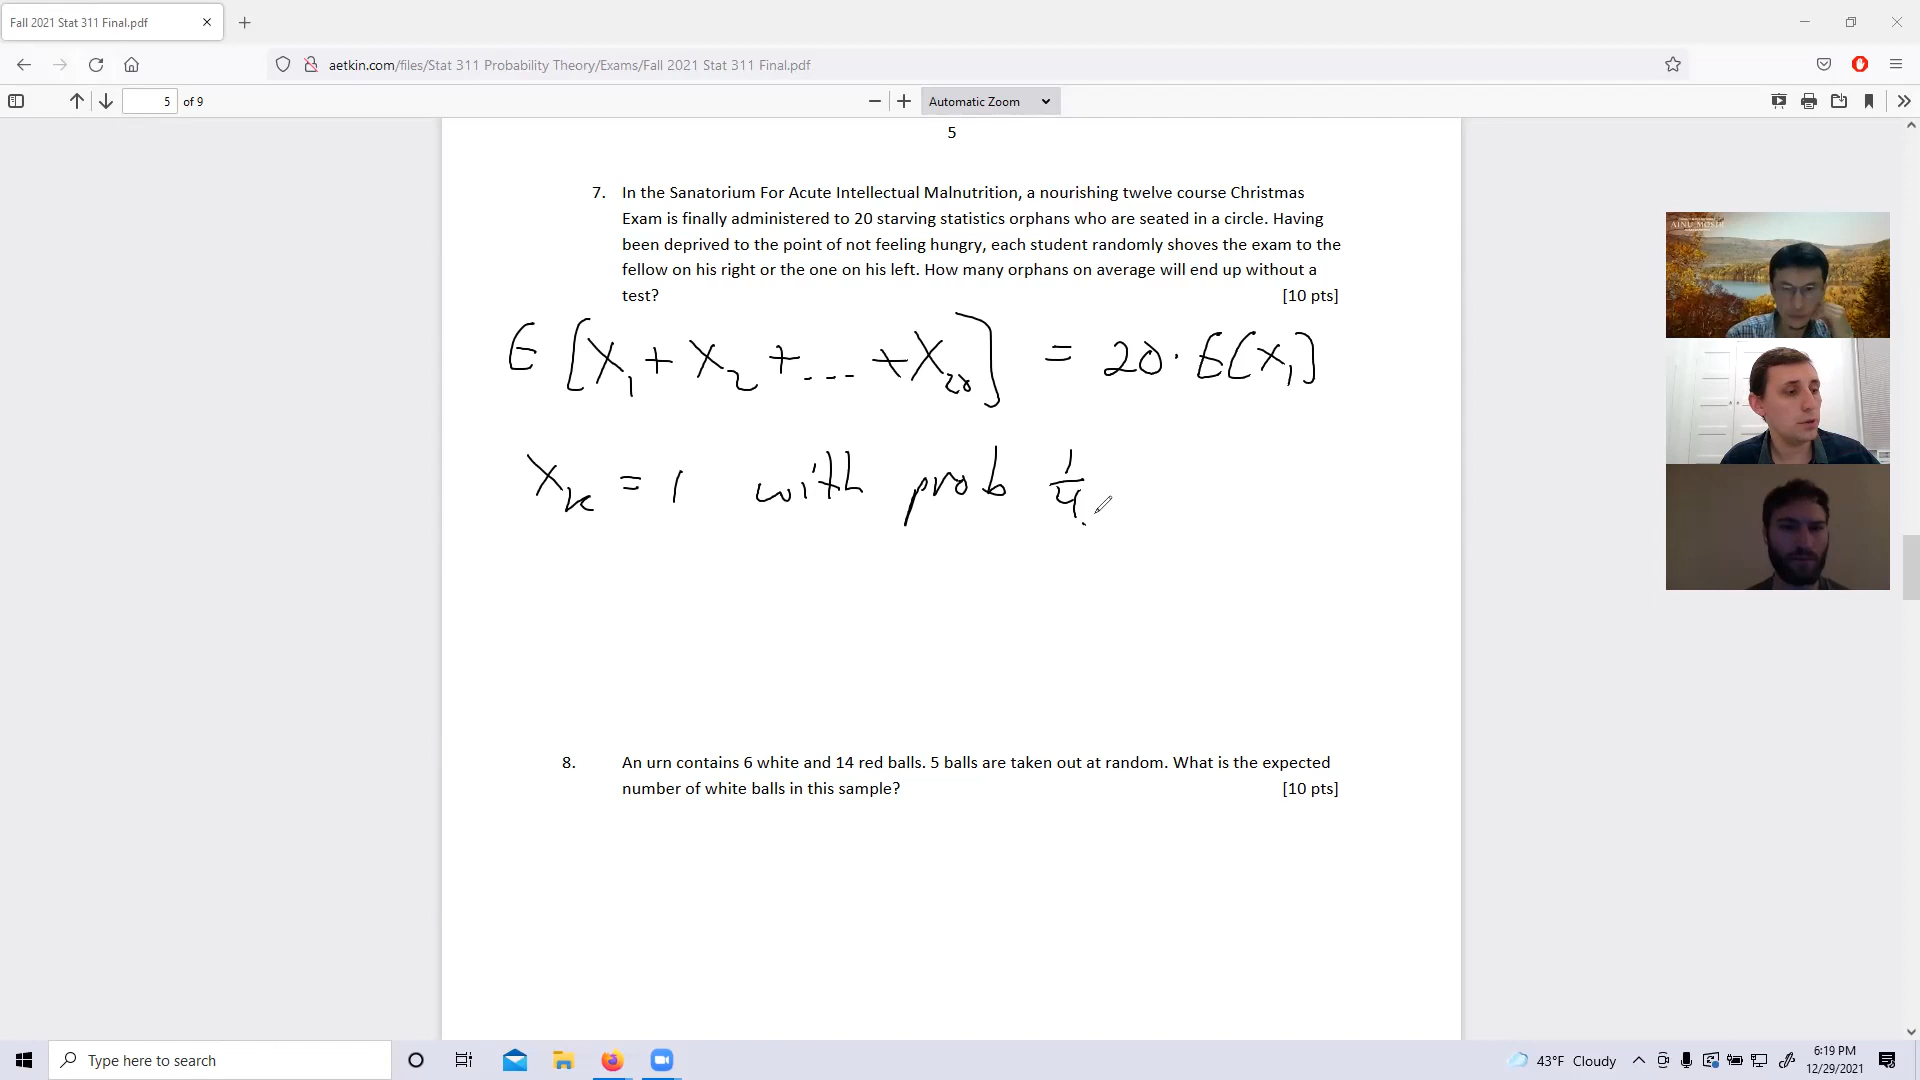 Fall 2021 Stat 311 Final.pdf
aetkin.com/files/Stat 311 Probability Theory/Exams/Fall 2021 Stat 311 Final.pdf
5 of 9
Automatic Zoom
5
7. In the Sanatorium For Acute Intellectual Malnutrition, a nourishing twelve course Christmas
Exam is finally administered to 20 starving statistics orphans who are seated in a circle. Having
been deprived to the point of not feeling hungry, each student randomly shoves the exam to the
fellow on his right or the one on his left. How many orphans on average will end up without a
test? [10 pts]
E [X₁ + X₂ + ... + X₂₀] = 20 · E[X₁]
Xₖ = 1 with prob 1/4.
8. An urn contains 6 white and 14 red balls. 5 balls are taken out at random. What is the expected
number of white balls in this sample? [10 pts]
Type here to search
43°F Cloudy
6:19 PM
12/29/2021